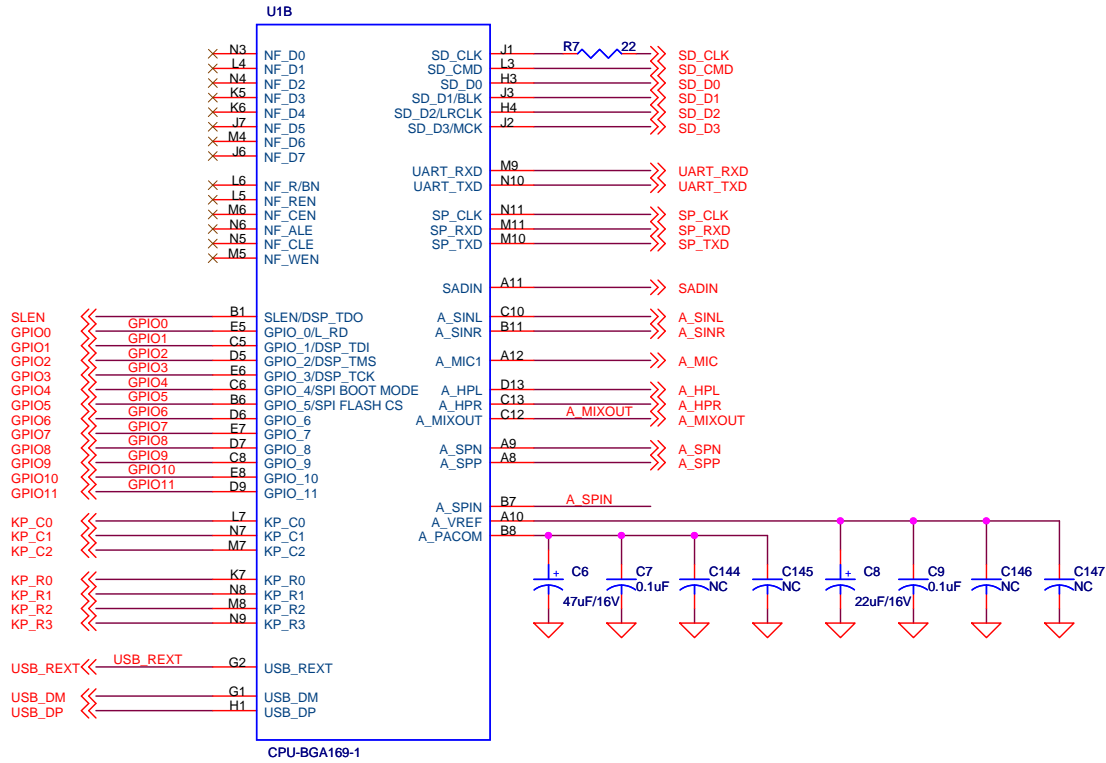 U1B
N3 NF_D0
L4 NF_D1
N4 NF_D2
K5 NF_D3
K6 NF_D4
J7 NF_D5
M4 NF_D6
J6 NF_D7
L6 NF_R/BN
L5 NF_REN
M6 NF_CEN
N6 NF_ALE
N5 NF_CLE
M5 NF_WEN
SLEN B1 SLEN/DSP_TDO
GPIO0 GPIO0 E5 GPIO_0/L_RD
GPIO1 GPIO1 C5 GPIO_1/DSP_TDI
GPIO2 GPIO2 D5 GPIO_2/DSP_TMS
GPIO3 GPIO3 E6 GPIO_3/DSP_TCK
GPIO4 GPIO4 C6 GPIO_4/SPI BOOT MODE
GPIO5 GPIO5 B6 GPIO_5/SPI FLASH CS
GPIO6 GPIO6 D6 GPIO_6
GPIO7 GPIO7 E7 GPIO_7
GPIO8 GPIO8 D7 GPIO_8
GPIO9 GPIO9 C8 GPIO_9
GPIO10 GPIO10 E8 GPIO_10
GPIO11 GPIO11 D9 GPIO_11
KP_C0 L7 KP_C0
KP_C1 N7 KP_C1
KP_C2 M7 KP_C2
KP_R0 K7 KP_R0
KP_R1 N8 KP_R1
KP_R2 M8 KP_R2
KP_R3 N9 KP_R3
USB_REXT USB_REXT G2 USB_REXT
USB_DM G1 USB_DM
USB_DP H1 USB_DP
SD_CLK J1 R7 22 SD_CLK
SD_CMD L3 SD_CMD
SD_D0 H3 SD_D0
SD_D1/BLK J3 SD_D1
SD_D2/LRCLK H4 SD_D2
SD_D3/MCK J2 SD_D3
UART_RXD M9 UART_RXD
UART_TXD N10 UART_TXD
SP_CLK N11 SP_CLK
SP_RXD M11 SP_RXD
SP_TXD M10 SP_TXD
SADIN A11 SADIN
A_SINL C10 A_SINL
A_SINR B11 A_SINR
A_MIC1 A12 A_MIC
A_HPL D13 A_HPL
A_HPR C13 A_HPR
A_MIXOUT C12 A_MIXOUT A_MIXOUT
A_SPN A9 A_SPN
A_SPP A8 A_SPP
A_SPIN B7 A_SPIN
A_VREF A10
A_PACOM B8
+ C6 C7 C144 C145 + C8 C9 C146 C147
47uF/16V 0.1uF NC NC 22uF/16V 0.1uF NC NC
CPU-BGA169-1